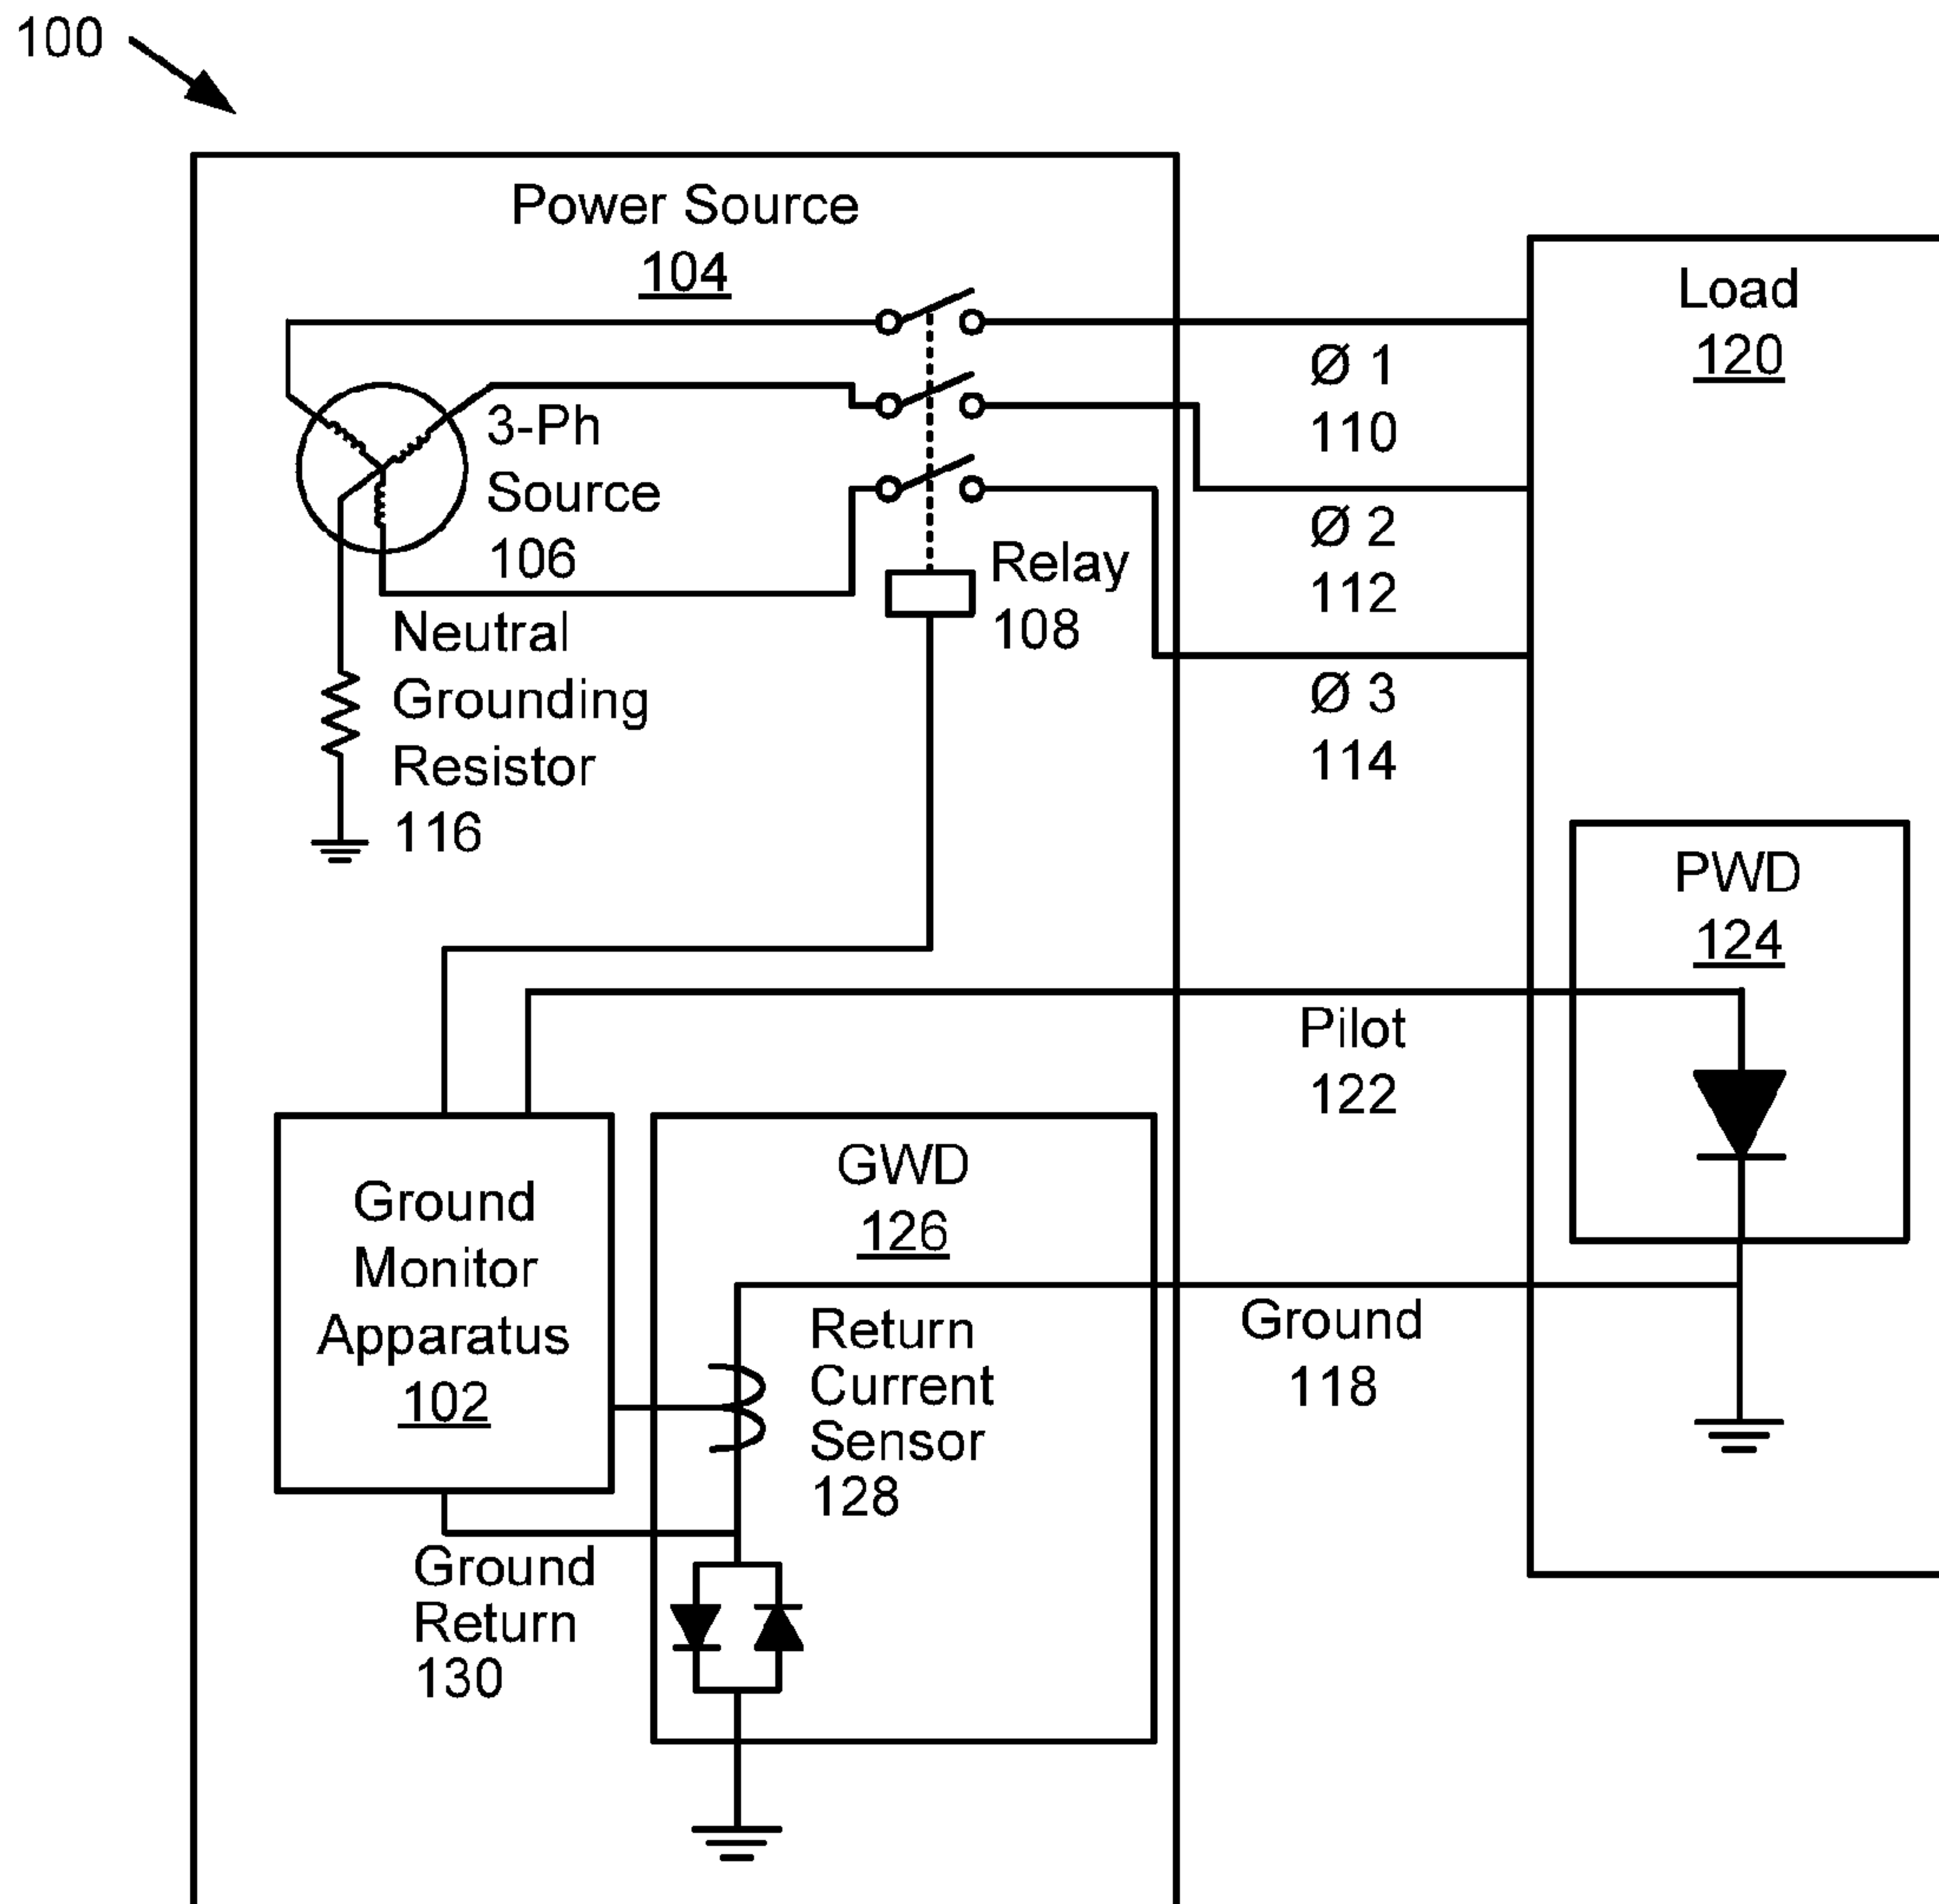 100
Power Source
104
Load
120
Ø 1
110
3-Ph
Source
106
Ø 2
112
Relay
108
Neutral
Grounding
Resistor
116
Ø 3
114
PWD
124
Pilot
122
Ground
Monitor
Apparatus
102
GWD
126
Return
Current
Sensor
128
Ground
118
Ground
Return
130